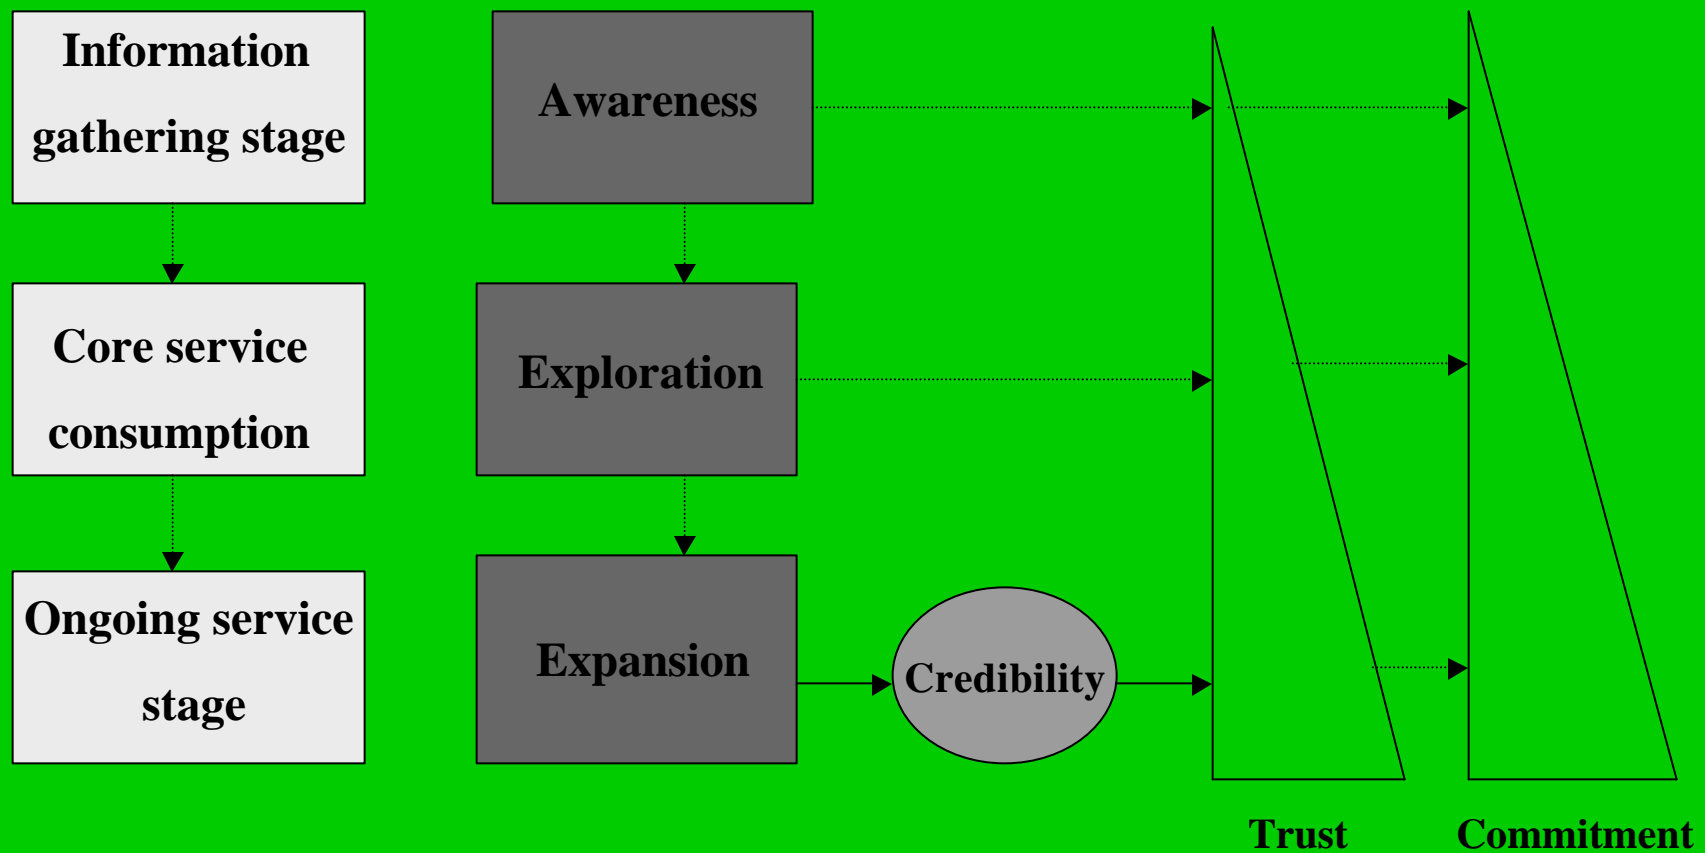 Information
gathering stage
Awareness
Core service
consumption
Exploration
Ongoing service
stage
Expansion
Credibility
Trust
Commitment